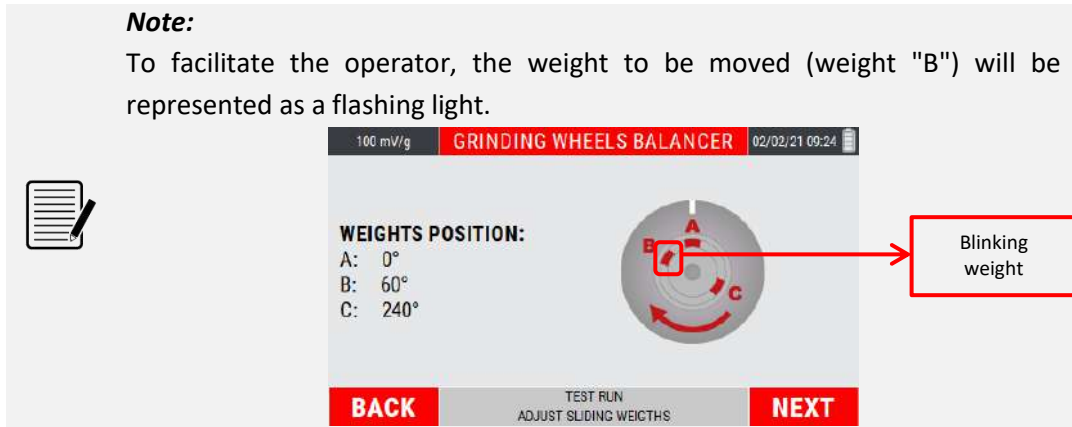 Note:
To facilitate the operator, the weight to be moved (weight "B") will be
represented as a flashing light.
100 mV/g GRINDING WHEELS BALANCER 02/02/21 09:24
WEIGHTS POSITION:
A: 0°
B: 60°
C: 240°
A
B
C
Blinking
weight
BACK
TEST RUN
ADJUST SLIDING WEIGTHS
NEXT